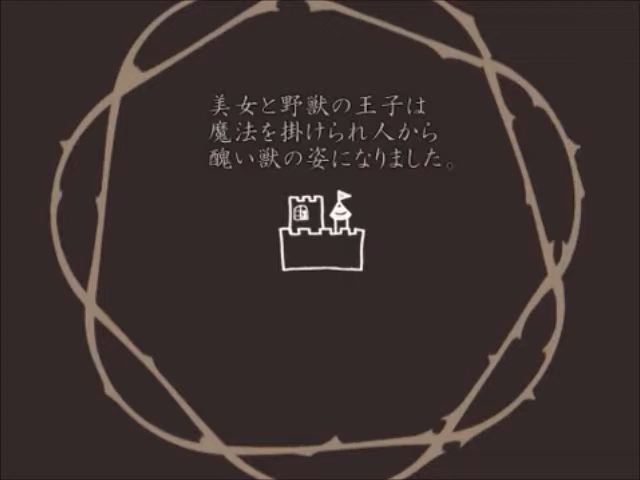 美女と野獣の王子は
魔法を掛けられ人から
醜い獣の姿になりました。